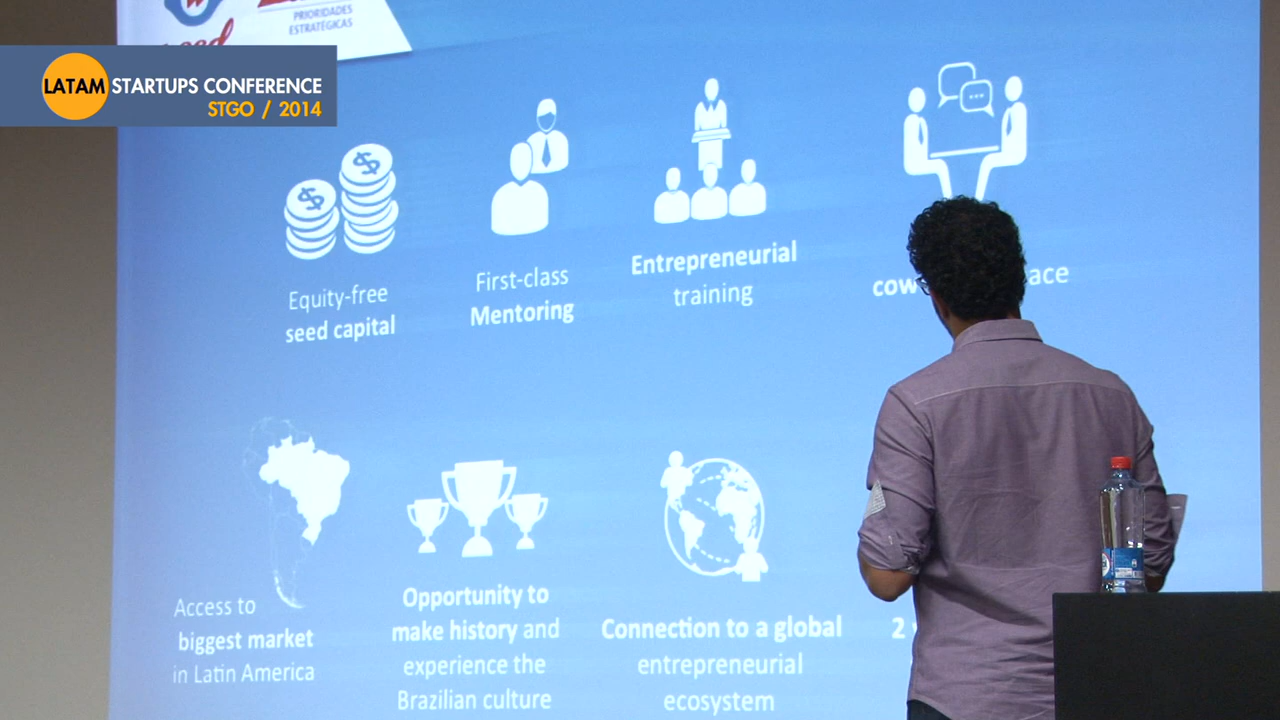 PRIORIDADES
ESTRATÉGICAS
LATAM STARTUPS CONFERENCE
STGO / 2014
$ $
Equity-free
seed capital
First-class
Mentoring
Entrepreneurial
training
Access to
biggest market
in Latin America
Opportunity to
make history and
experience the
Brazilian culture
Connection to a global
entrepreneurial
ecosystem
2